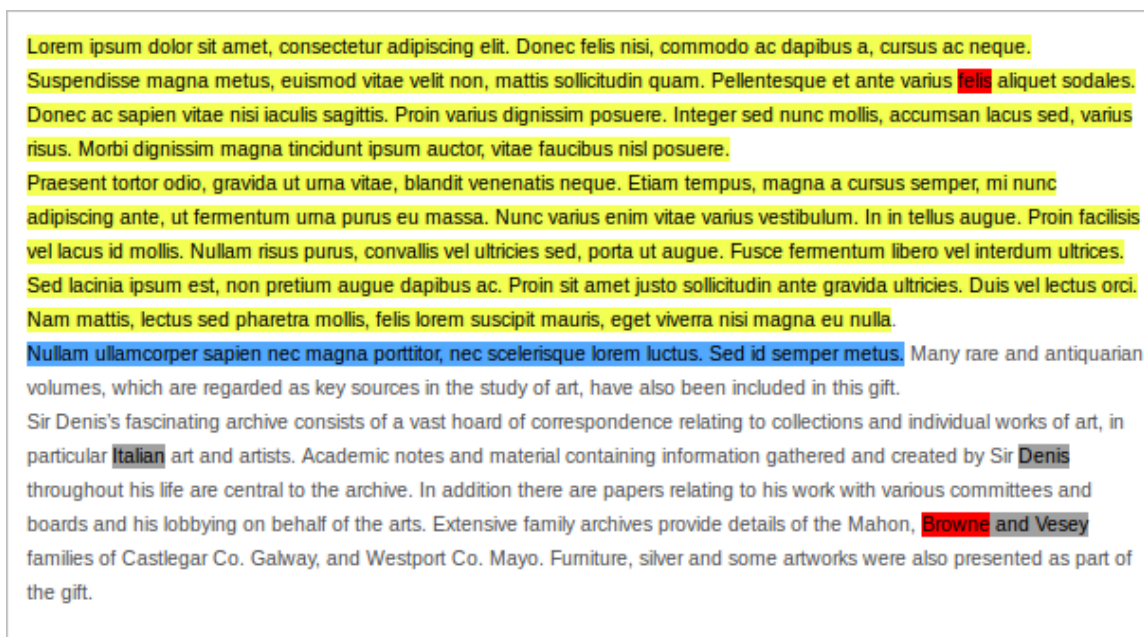 Lorem ipsum dolor sit amet, consectetur adipiscing elit. Donec felis nisi, commodo ac dapibus a, cursus ac neque.
Suspendisse magna metus, euismod vitae velit non, mattis sollicitudin quam. Pellentesque et ante varius felis aliquet sodales.
Donec ac sapien vitae nisi iaculis sagittis. Proin varius dignissim posuere. Integer sed nunc mollis, accumsan lacus sed, varius
risus. Morbi dignissim magna tincidunt ipsum auctor, vitae faucibus nisl posuere.
Praesent tortor odio, gravida ut urna vitae, blandit venenatis neque. Etiam tempus, magna a cursus semper, mi nunc
adipiscing ante, ut fermentum urna purus eu massa. Nunc varius enim vitae varius vestibulum. In in tellus augue. Proin facilisis
vel lacus id mollis. Nullam risus purus, convallis vel ultricies sed, porta ut augue. Fusce fermentum libero vel interdum ultrices.
Sed lacinia ipsum est, non pretium augue dapibus ac. Proin sit amet justo sollicitudin ante gravida ultricies. Duis vel lectus orci.
Nam mattis, lectus sed pharetra mollis, felis lorem suscipit mauris, eget viverra nisi magna eu nulla.
Nullam ullamcorper sapien nec magna porttitor, nec scelerisque lorem luctus. Sed id semper metus. Many rare and antiquarian
volumes, which are regarded as key sources in the study of art, have also been included in this gift.
Sir Denis's fascinating archive consists of a vast hoard of correspondence relating to collections and individual works of art, in
particular Italian art and artists. Academic notes and material containing information gathered and created by Sir Denis
throughout his life are central to the archive. In addition there are papers relating to his work with various committees and
boards and his lobbying on behalf of the arts. Extensive family archives provide details of the Mahon, Browne and Vesey
families of Castlegar Co. Galway, and Westport Co. Mayo. Furniture, silver and some artworks were also presented as part of
the gift.